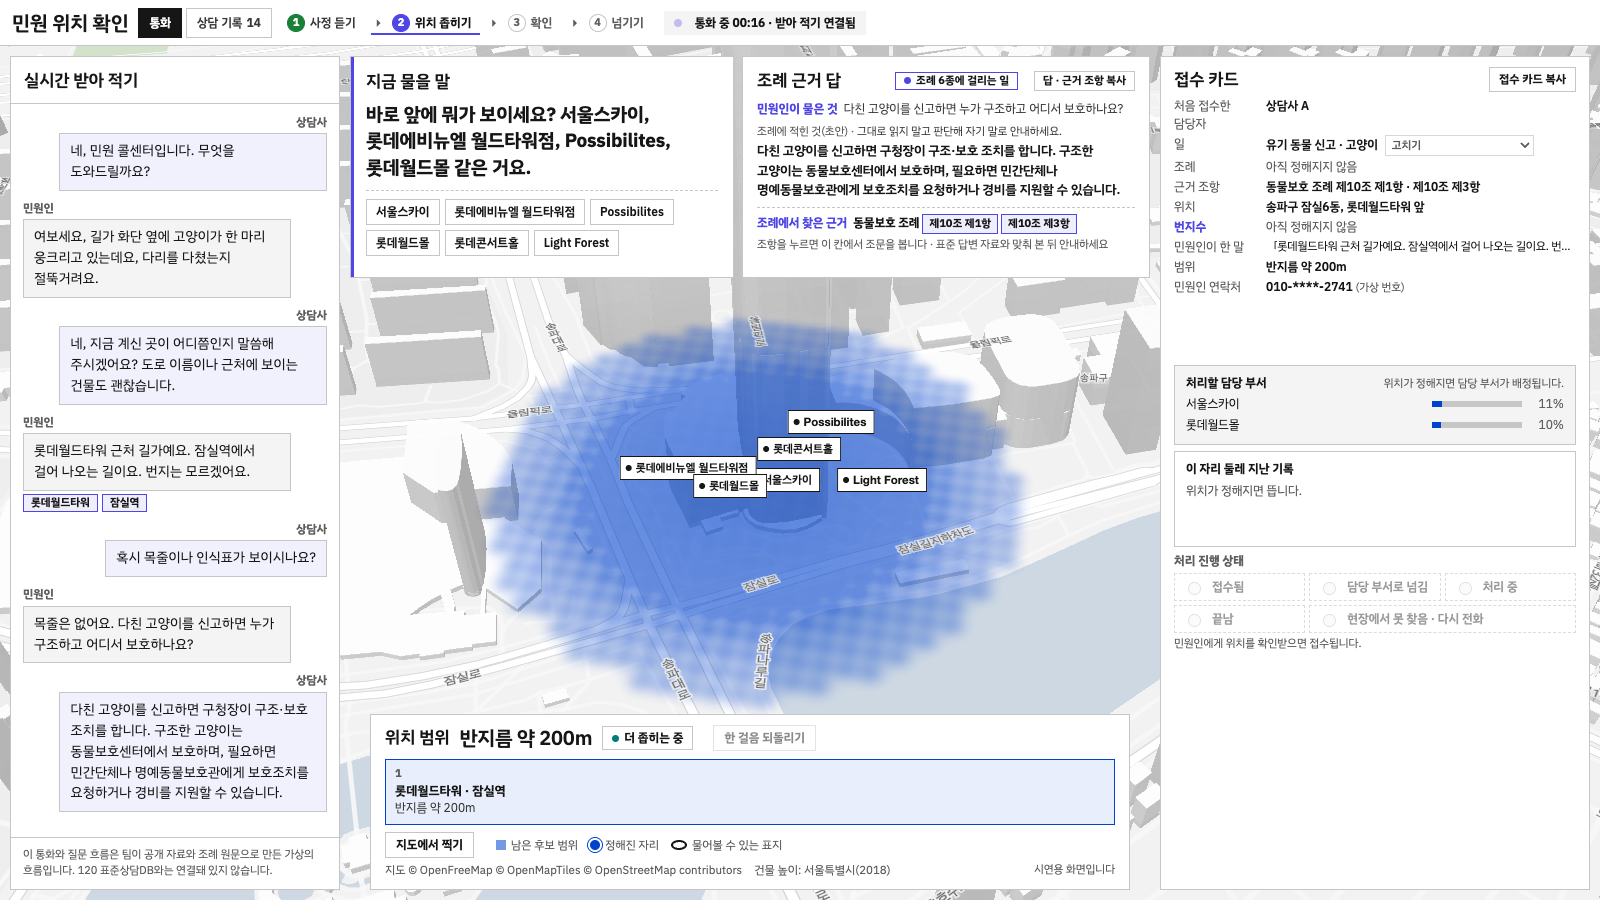 민원 위치 확인
통화
상담 기록 14
1 사정 듣기
2 위치 좁히기
3 확인
4 넘기기
통화 중 00:16 · 받아 적기 연결됨
실시간 받아 적기
상담사
네, 민원 콜센터입니다. 무엇을
도와드릴까요?
민원인
여보세요, 길가 화단 옆에 고양이가 한 마리
웅크리고 있는데요, 다리를 다쳤는지
절뚝거려요.
상담사
네, 지금 계신 곳이 어디쯤인지 말씀해
주시겠어요? 도로 이름이나 근처에 보이는
건물도 괜찮습니다.
민원인
롯데월드타워 근처 길가예요. 잠실역에서
걸어 나오는 길이요. 번지는 모르겠어요.
롯데월드타워
잠실역
상담사
혹시 목줄이나 인식표가 보이시나요?
민원인
목줄은 없어요. 다친 고양이를 신고하면 누가
구조하고 어디서 보호하나요?
상담사
다친 고양이를 신고하면 구청장이 구조·보호
조치를 합니다. 구조한 고양이는
동물보호센터에서 보호하며, 필요하면
민간단체나 명예동물보호관에게 보호조치를
요청하거나 경비를 지원할 수 있습니다.
이 통화와 질문 흐름은 팀이 공개 자료와 조례 원문으로 만든 가상의
흐름입니다. 120 표준상담DB와는 연결돼 있지 않습니다.
지금 물을 말
바로 앞에 뭐가 보이세요? 서울스카이,
롯데에비뉴엘 월드타워점, Possibilites,
롯데월드몰 같은 거요.
서울스카이
롯데에비뉴엘 월드타워점
Possibilites
롯데월드몰
롯데콘서트홀
Light Forest
조례 근거 답
조례 6종에 걸리는 일
답 · 근거 조항 복사
민원인이 물은 것 다친 고양이를 신고하면 누가 구조하고 어디서 보호하나요?
조례에 적힌 것(초안) · 그대로 읽지 말고 판단해 자기 말로 안내하세요.
다친 고양이를 신고하면 구청장이 구조·보호 조치를 합니다. 구조한
고양이는 동물보호센터에서 보호하며, 필요하면 민간단체나
명예동물보호관에게 보호조치를 요청하거나 경비를 지원할 수 있습니다.
조례에서 찾은 근거 동물보호 조례 제10조 제1항 제10조 제3항
조항을 누르면 이 칸에서 조문을 봅니다 · 표준 답변 자료와 맞춰 본 뒤 안내하세요
송파대로
올림픽로
올림픽로
송파구
Possibilites
롯데콘서트홀
롯데에비뉴엘 월드타워점
서울스카이
롯데월드몰
Light Forest
잠실길지하차도
잠실로
잠실로
송파대로
송파나루길
위치 범위 반지름 약 200m
더 좁히는 중
한 걸음 되돌리기
1
롯데월드타워 · 잠실역
반지름 약 200m
지도에서 찍기
남은 후보 범위
정해진 자리
물어볼 수 있는 표지
지도 © OpenFreeMap © OpenMapTiles © OpenStreetMap contributors 건물 높이: 서울특별시(2018)
시연용 화면입니다
접수 카드
접수 카드 복사
처음 접수한 담당자 상담사 A
일 유기 동물 신고 · 고양이 고치기
조례 아직 정해지지 않음
근거 조항 동물보호 조례 제10조 제1항 · 제10조 제3항
위치 송파구 잠실6동, 롯데월드타워 앞
번지수 아직 정해지지 않음
민원인이 한 말 「롯데월드타워 근처 길가예요. 잠실역에서 걸어 나오는 길이요. 번...
범위 반지름 약 200m
민원인 연락처 010-****-2741 (가상 번호)
처리할 담당 부서 위치가 정해지면 담당 부서가 배정됩니다.
서울스카이 11%
롯데월드몰 10%
이 자리 둘레 지난 기록
위치가 정해지면 뜹니다.
처리 진행 상태
접수됨
담당 부서로 넘김
처리 중
끝남
현장에서 못 찾음 · 다시 전화
민원인에게 위치를 확인받으면 접수됩니다.